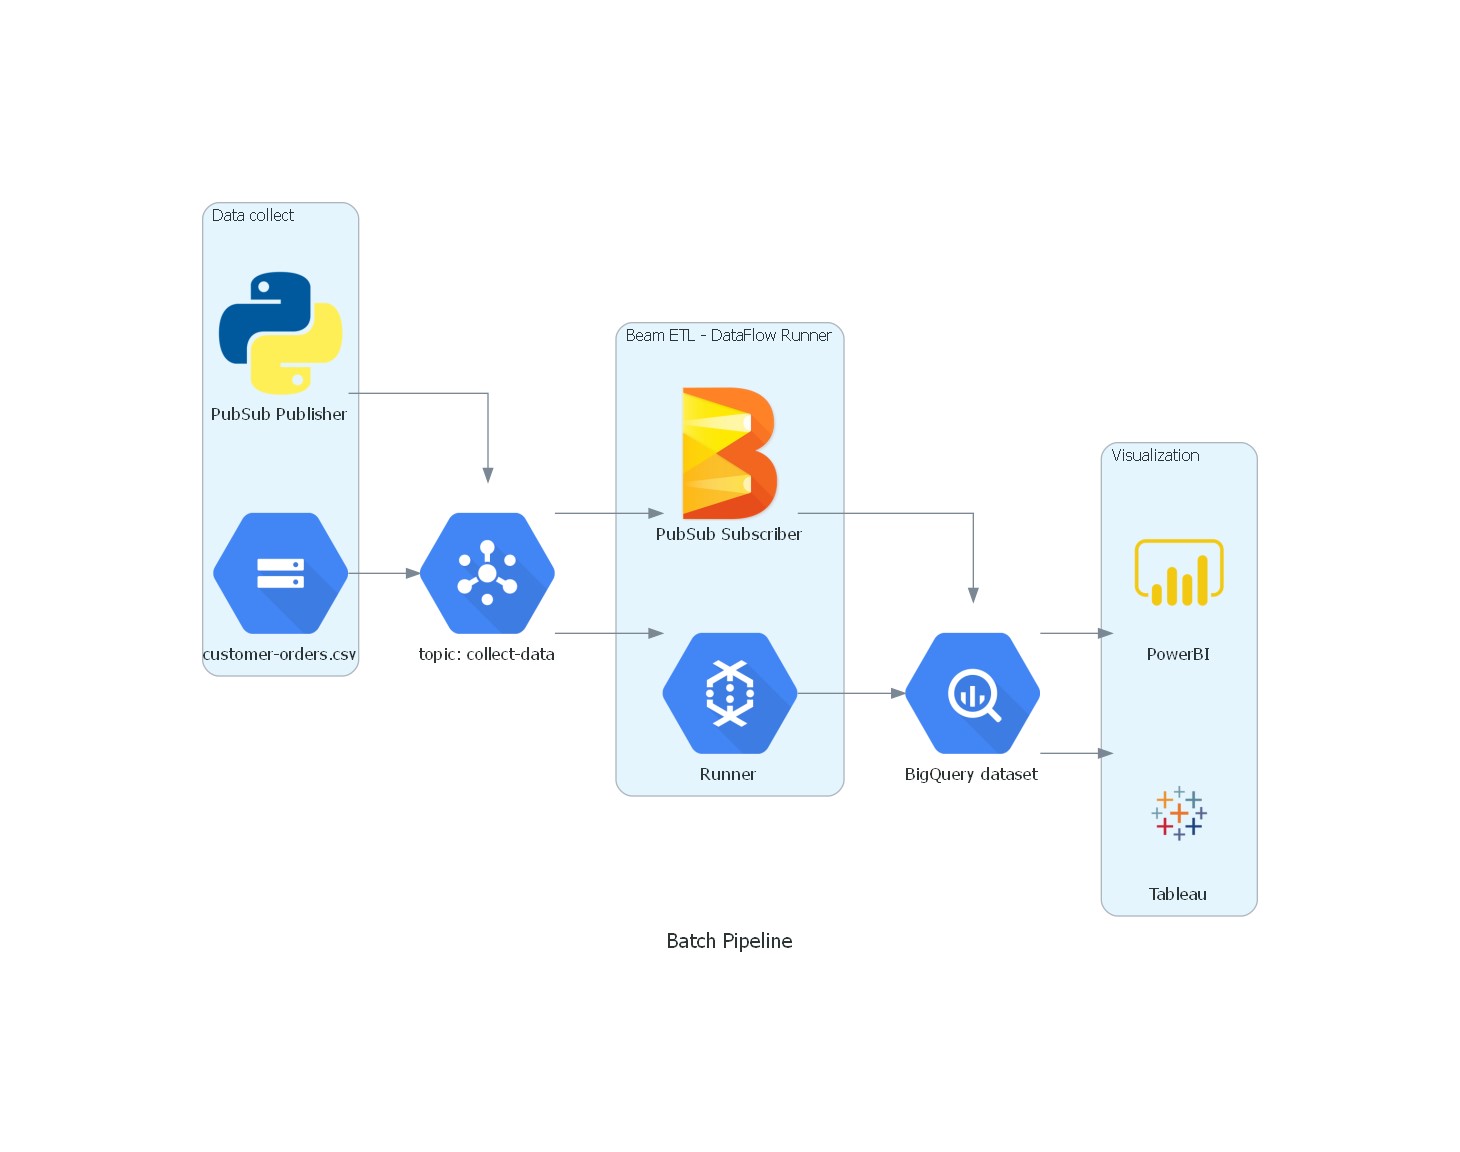 Data collect
PubSub Publisher
customer-orders.csv
topic: collect-data
Beam ETL - DataFlow Runner
PubSub Subscriber
Runner
BigQuery dataset
Visualization
PowerBI
Tableau
Batch Pipeline